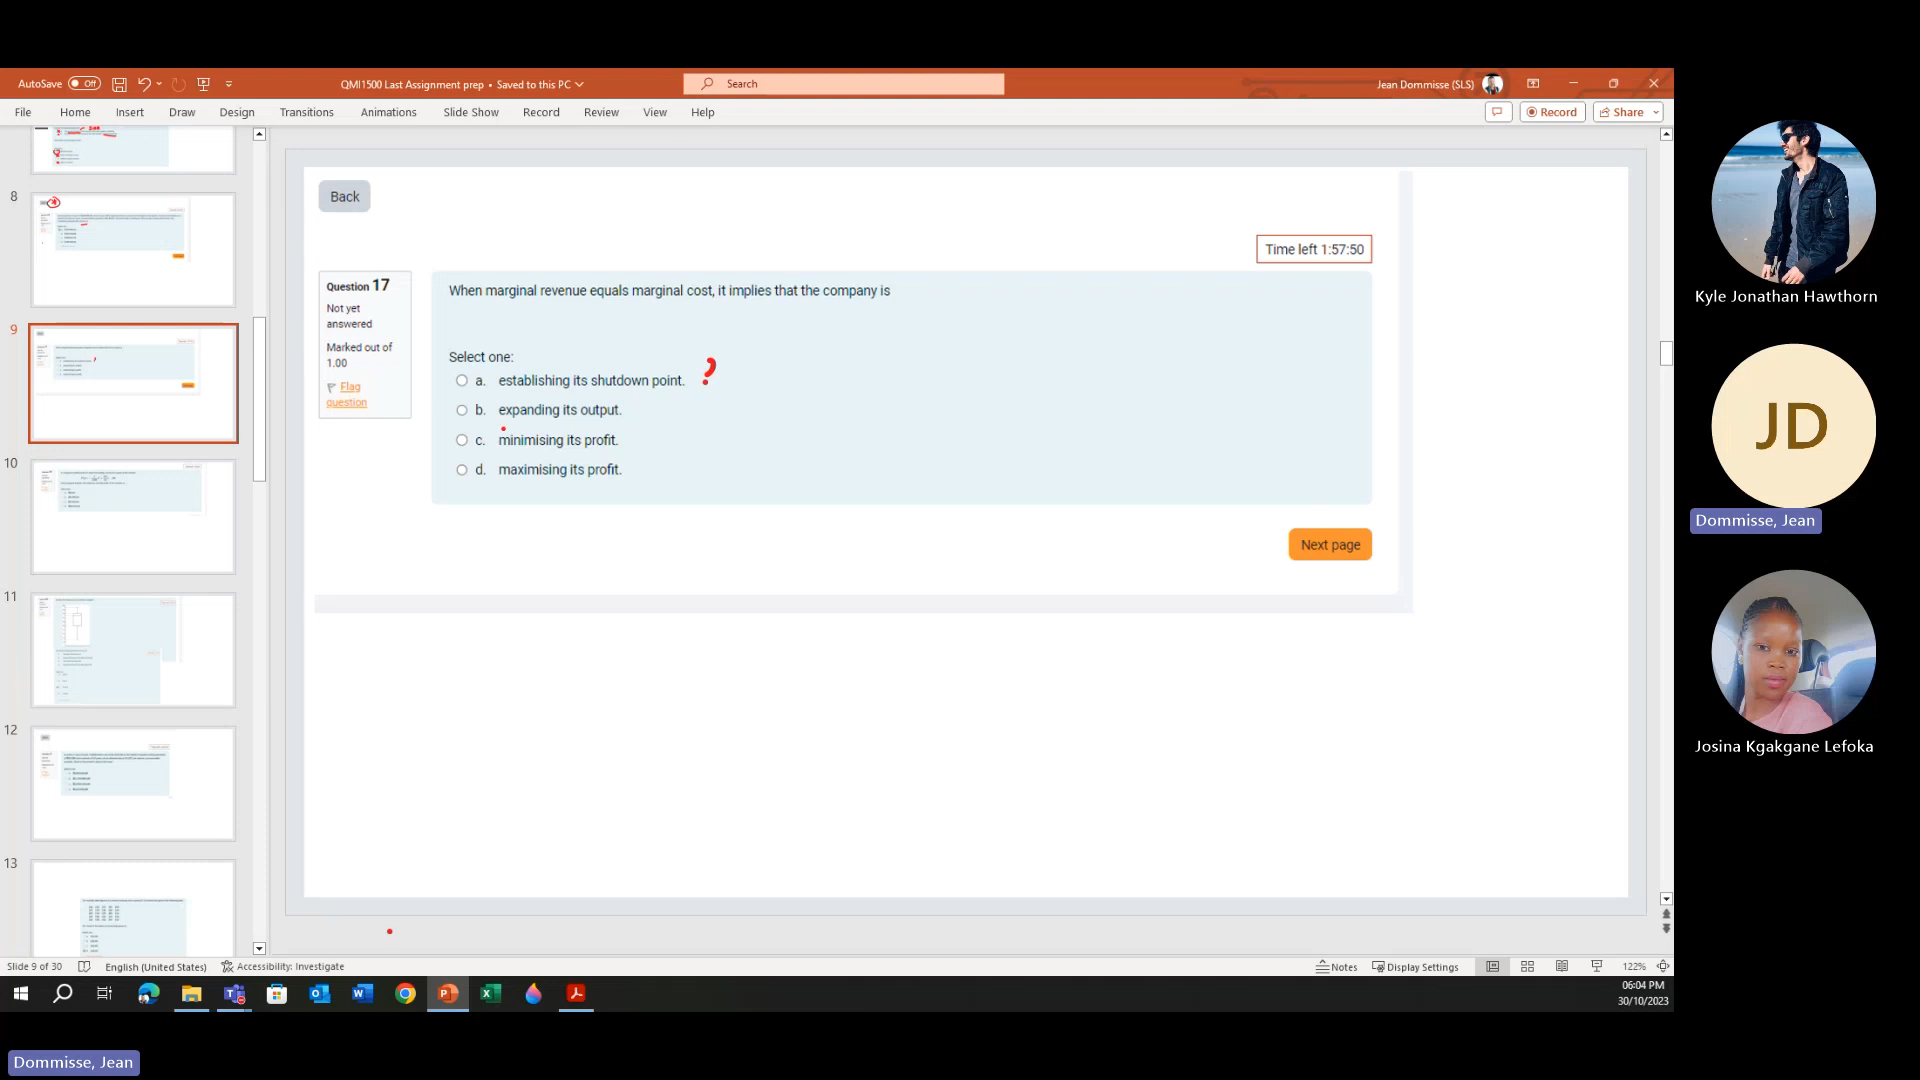 AutoSave Off
QMI1500 Last Assignment prep • Saved to this PC
Search
Jean Dommisse (SLS)
File Home Insert Draw Design Transitions Animations Slide Show Record Review View Help
Record Share
8
9
10
11
12
13
Back
Time left 1:57:50
Question 17
Not yet
answered
Marked out of
1.00
Flag
question
When marginal revenue equals marginal cost, it implies that the company is
Select one:
a. establishing its shutdown point. ?
b. expanding its output.
c. minimising its profit.
d. maximising its profit.
Next page
Slide 9 of 30 English (United States) Accessibility: Investigate Notes Display Settings 122%
06:04 PM
30/10/2023
Kyle Jonathan Hawthorn
JD
Dommisse, Jean
Josina Kgakgane Lefoka
Dommisse, Jean